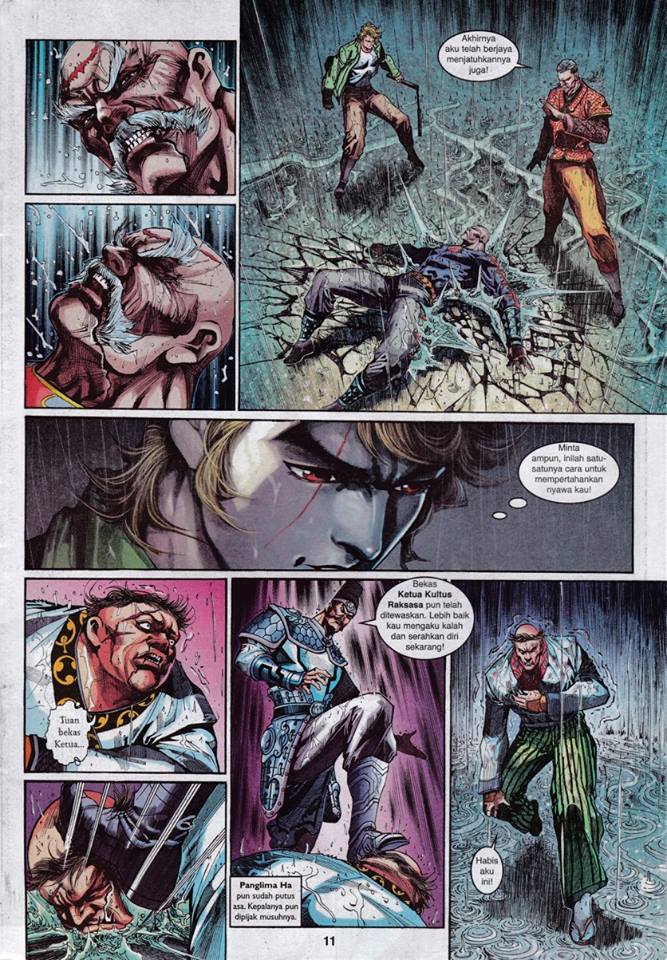 Akhirnya
aku telah berjaya
menjatuhkannya
juga!
Minta
ampun, inilah satu-
satunya cara untuk
mempertahankan
nyawa kau!
Tuan
bekas
Ketua...
Bekas
Ketua Kultus
Raksasa pun telah
ditewaskan. Lebih baik
kau mengaku kalah
dan serahkan diri
sekarang!
Panglima Ha
pun sudah putus
asa. Kepalanya pun
dipijak musuhnya.
Habis
aku
ini!
11